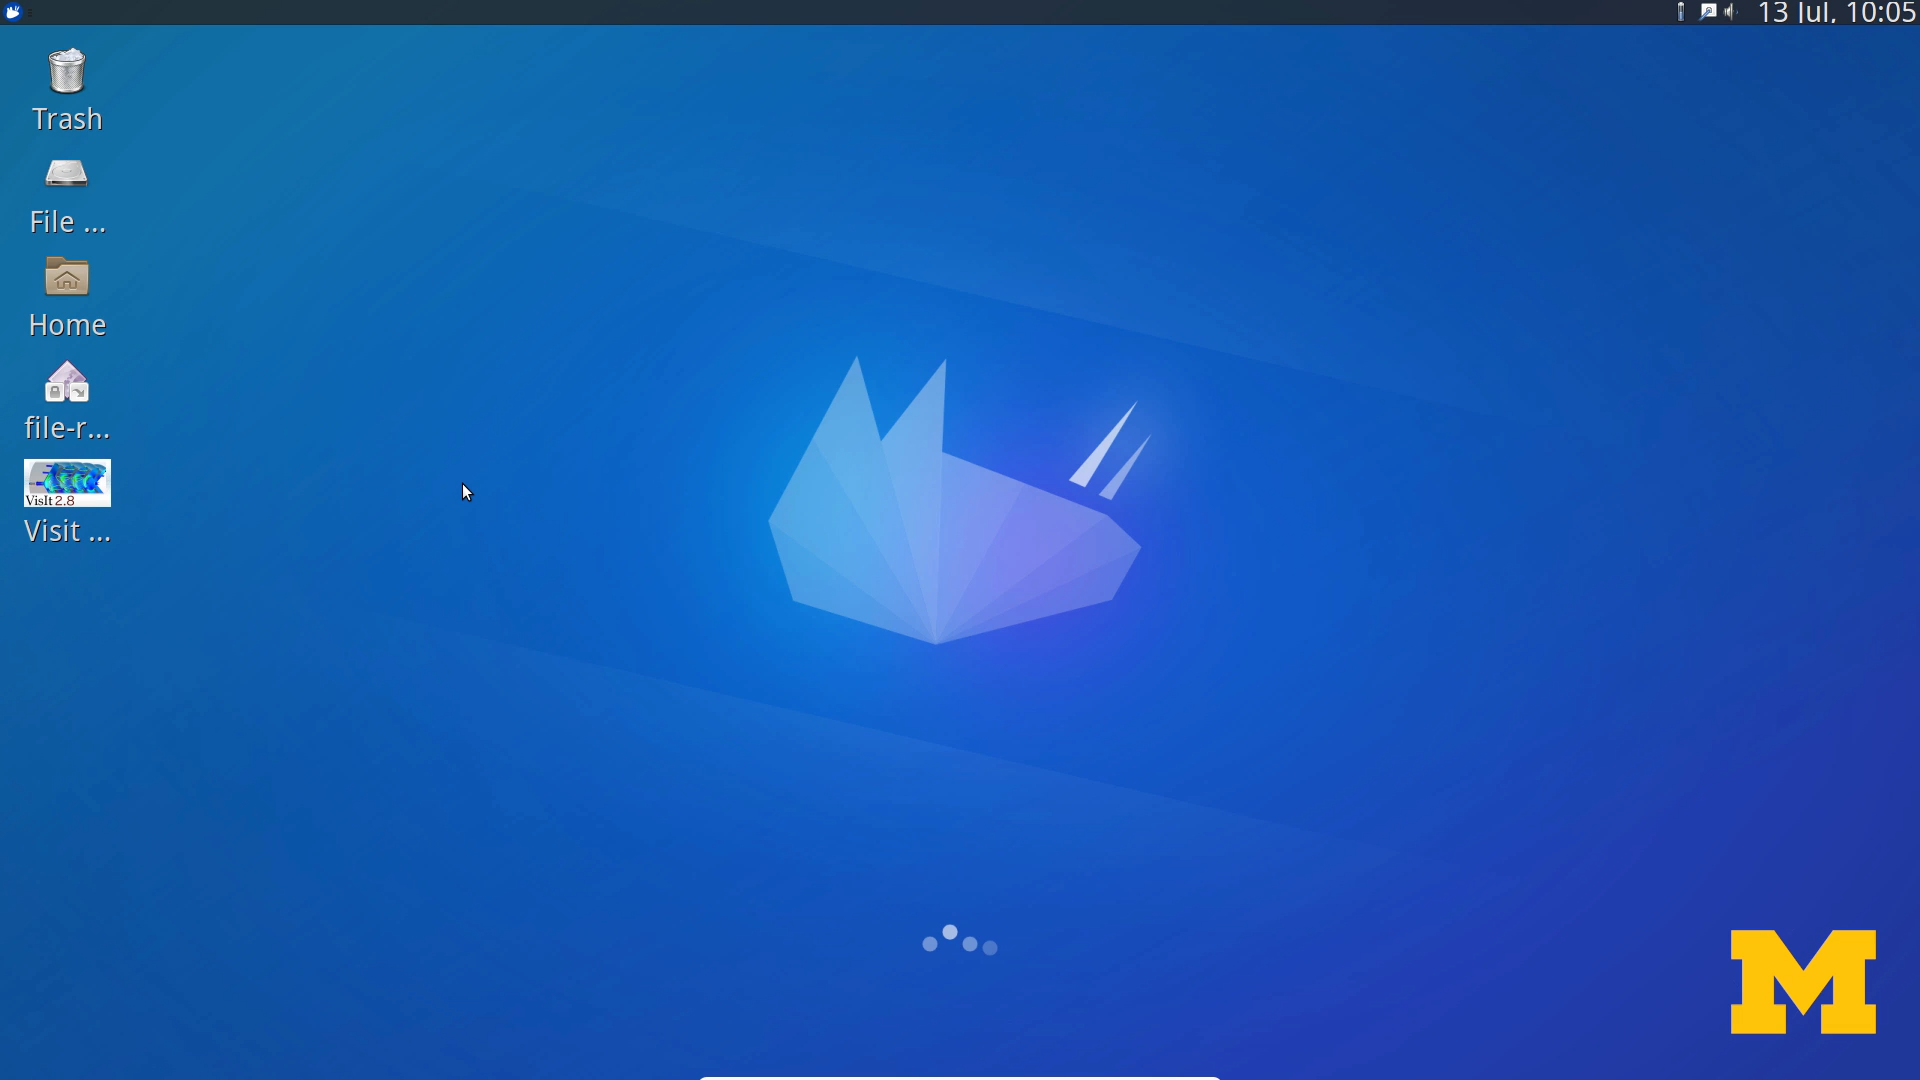 13 Jul, 10:05
Trash
File ...
Home
file-r...
VisIt 2.8
Visit ...
M